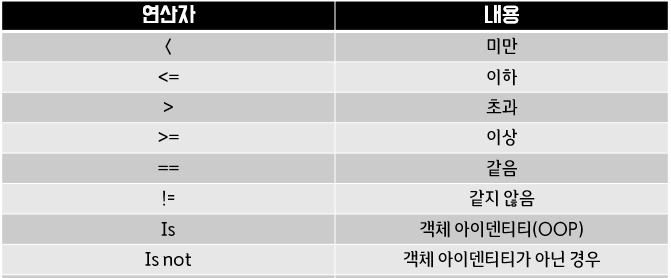 연산자 내용
< 미만
<= 이하
> 초과
>= 이상
== 같음
!= 같지 않음
Is 객체 아이덴티티(OOP)
Is not 객체 아이덴티티가 아닌 경우